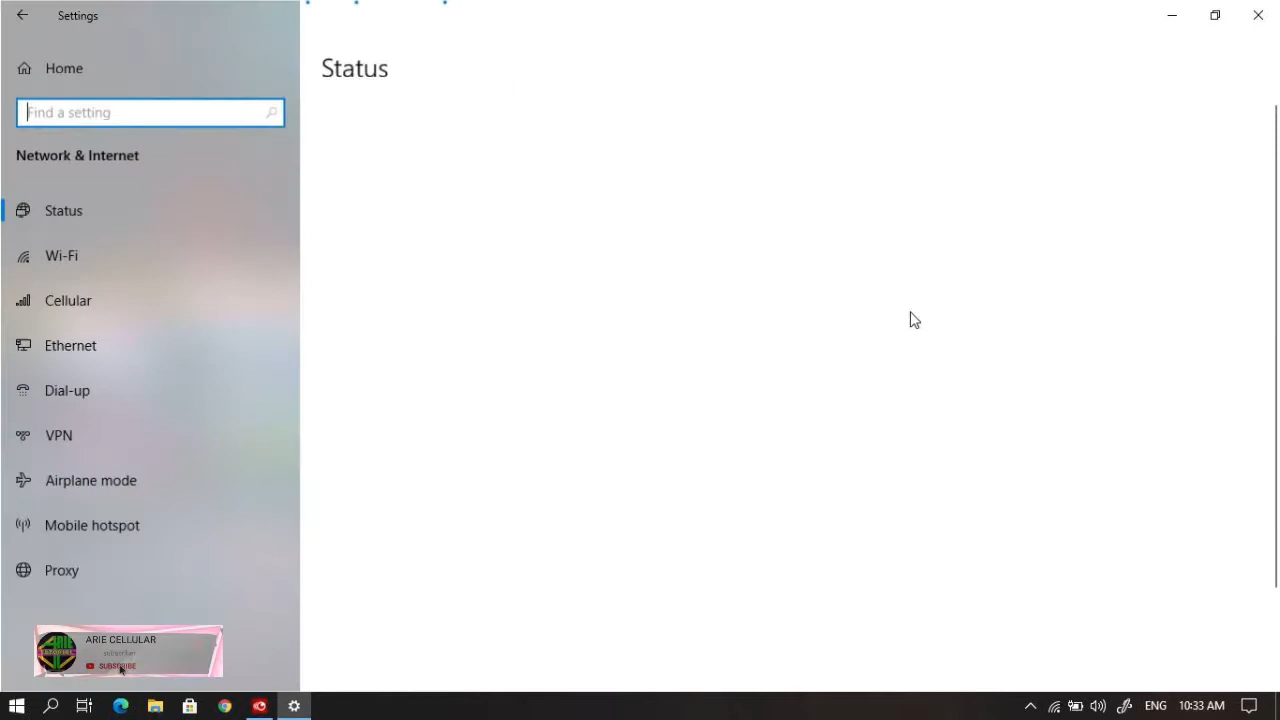 Settings
Home
Find a setting
Network & Internet
Status
Wi-Fi
Cellular
Ethernet
Dial-up
VPN
Airplane mode
Mobile hotspot
Proxy
Status
ARIE CELLULAR
subscriber
SUBSCRIBE
ENG
10:33 AM